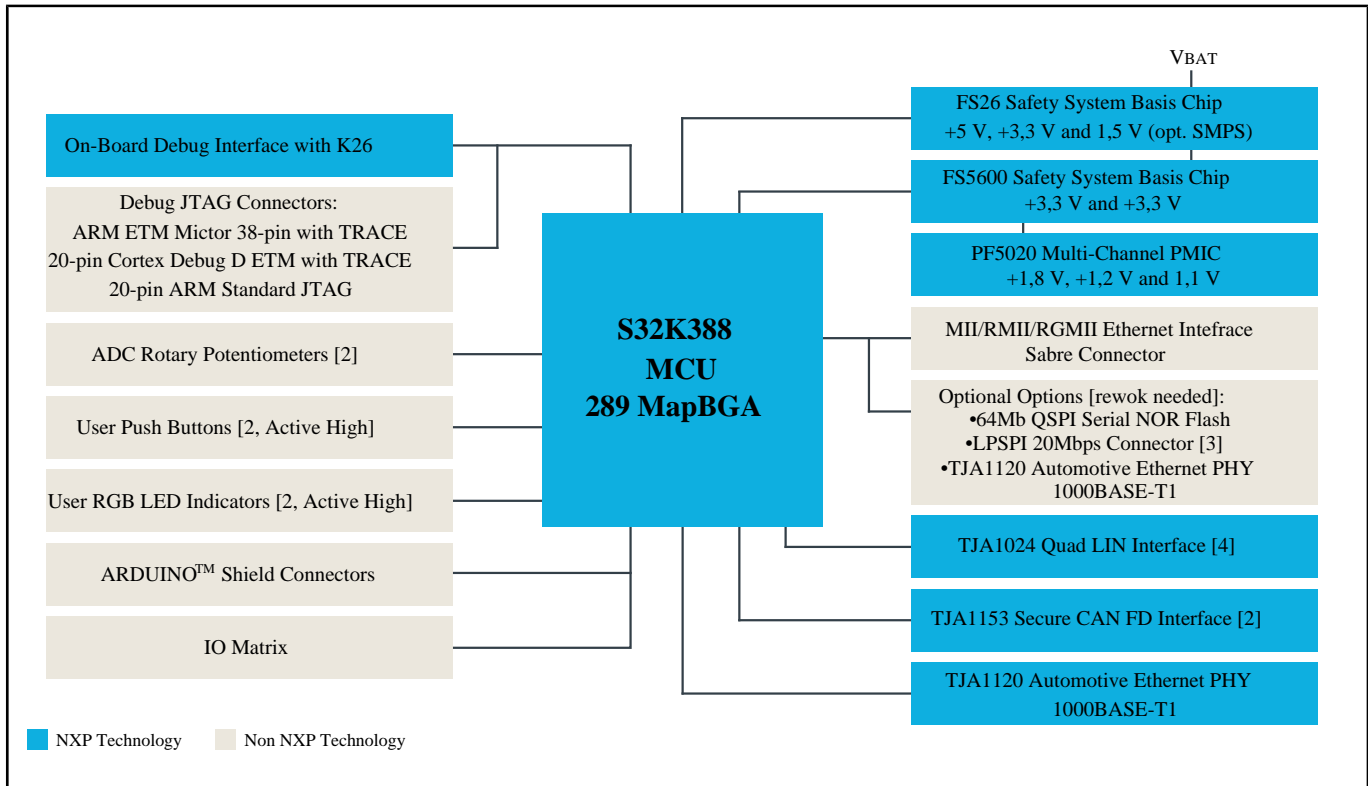 VBAT
On-Board Debug Interface with K26
Debug JTAG Connectors:
ARM ETM Mictor 38-pin with TRACE
20-pin Cortex Debug D ETM with TRACE
20-pin ARM Standard JTAG
ADC Rotary Potentiometers [2]
User Push Buttons [2, Active High]
User RGB LED Indicators [2, Active High]
ARDUINO™ Shield Connectors
IO Matrix
S32K388
MCU
289 MapBGA
FS26 Safety System Basis Chip
+5 V, +3,3 V and 1,5 V (opt. SMPS)
FS5600 Safety System Basis Chip
+3,3 V and +3,3 V
PF5020 Multi-Channel PMIC
+1,8 V, +1,2 V and 1,1 V
MII/RMII/RGMII Ethernet Intefrace
Sabre Connector
Optional Options [rewok needed]:
•64Mb QSPI Serial NOR Flash
•LPSPI 20Mbps Connector [3]
•TJA1120 Automotive Ethernet PHY
1000BASE-T1
TJA1024 Quad LIN Interface [4]
TJA1153 Secure CAN FD Interface [2]
TJA1120 Automotive Ethernet PHY
1000BASE-T1
NXP Technology
Non NXP Technology